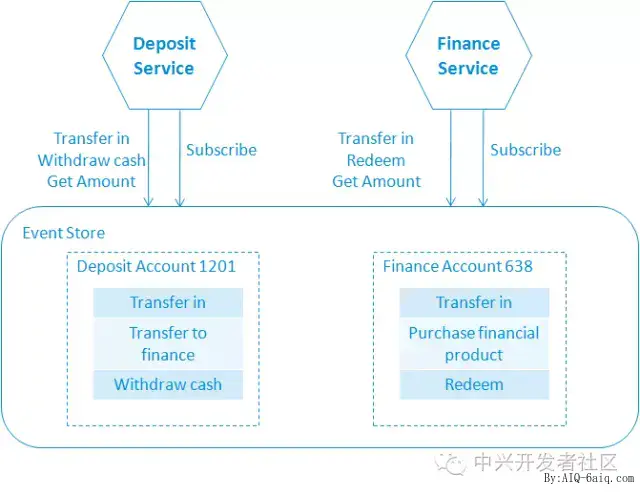 Deposit
Service
Finance
Service
Transfer in
Withdraw cash
Get Amount
Subscribe
Transfer in
Redeem
Get Amount
Subscribe
Event Store
Deposit Account 1201
Transfer in
Transfer to
finance
Withdraw cash
Finance Account 638
Transfer in
Purchase financial
product
Redeem
中兴开发者社区
By:AIQ-6aiq.com